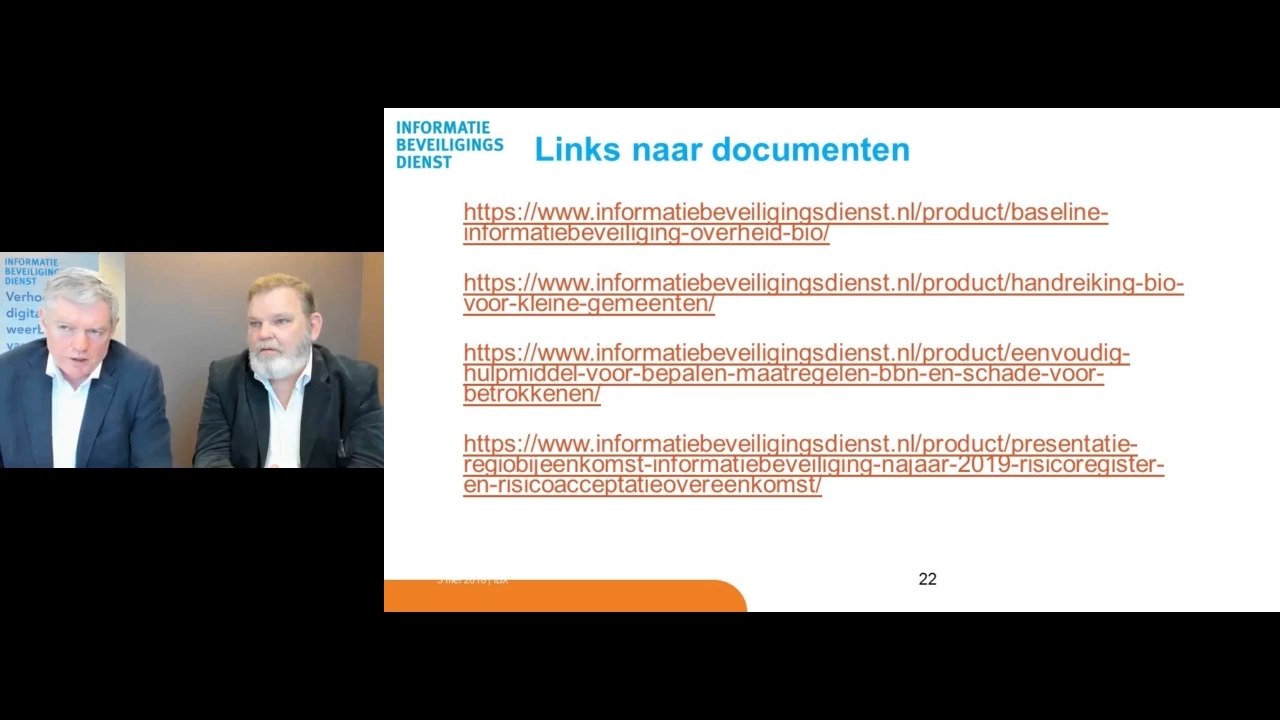 INFORMATIE
BEVEILIGINGS
DIENST
Links naar documenten
https://www.informatiebeveiligingsdienst.nl/product/baseline-
informatiebeveiliging-overheid-bio/
https://www.informatiebeveiligingsdienst.nl/product/handreiking-bio-
voor-kleine-gemeenten/
https://www.informatiebeveiligingsdienst.nl/product/eenvoudig-
hulpmiddel-voor-bepalen-maatregelen-bbn-en-schade-voor-
betrokkenen/
https://www.informatiebeveiligingsdienst.nl/product/presentatie-
regiobijeenkomst-informatiebeveiliging-najaar-2019-risicoregister-
en-risicoacceptatieovereenkomst/
22
INFORMATIE
BEVEILIGING
DIENST
digita